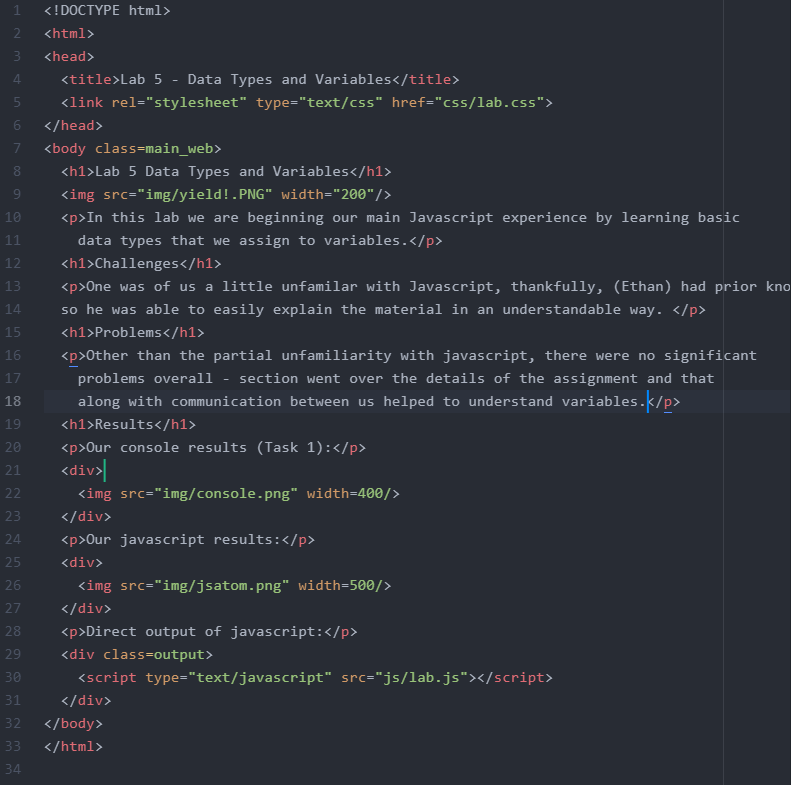 1 <!DOCTYPE html>
2 <html>
3 <head>
4 <title>Lab 5 - Data Types and Variables</title>
5 <link rel="stylesheet" type="text/css" href="css/lab.css">
6 </head>
7 <body class=main_web>
8 <h1>Lab 5 Data Types and Variables</h1>
9 <img src="img/yield!.PNG" width="200"/>
10 <p>In this lab we are beginning our main Javascript experience by learning basic
11 data types that we assign to variables.</p>
12 <h1>Challenges</h1>
13 <p>One was of us a little unfamilar with Javascript, thankfully, (Ethan) had prior kno
14 so he was able to easily explain the material in an understandable way. </p>
15 <h1>Problems</h1>
16 <p>Other than the partial unfamiliarity with javascript, there were no significant
17 problems overall - section went over the details of the assignment and that
18 along with communication between us helped to understand variables.</p>
19 <h1>Results</h1>
20 <p>Our console results (Task 1):</p>
21 <div>
22 <img src="img/console.png" width=400/>
23 </div>
24 <p>Our javascript results:</p>
25 <div>
26 <img src="img/jsatom.png" width=500/>
27 </div>
28 <p>Direct output of javascript:</p>
29 <div class=output>
30 <script type="text/javascript" src="js/lab.js"></script>
31 </div>
32 </body>
33 </html>
34